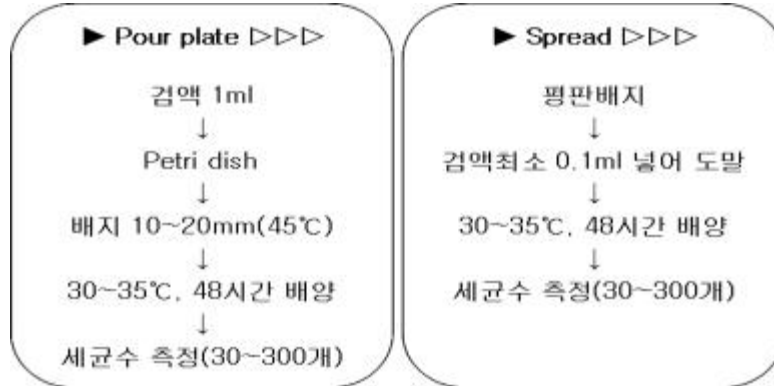 ▶ Pour plate ▷▷▷
검액 1ml
↓
Petri dish
↓
배지 10~20mm(45℃)
↓
30~35℃, 48시간 배양
↓
세균수 측정(30~300개)
▶ Spread ▷▷▷
평판배지
↓
검액최소 0.1ml 넣어 도말
↓
30~35℃, 48시간 배양
↓
세균수 측정(30~300개)